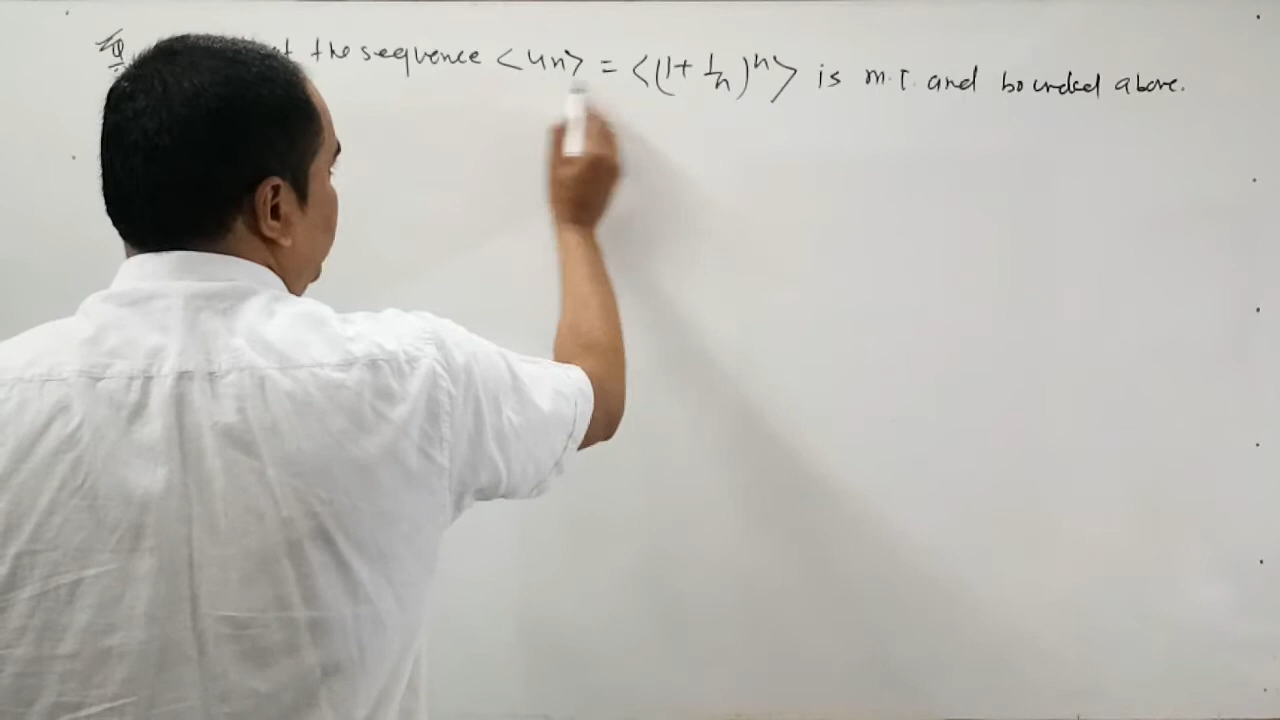 the sequence <un> = <(1 + 1/n)^n> is m.I. and bounded above.